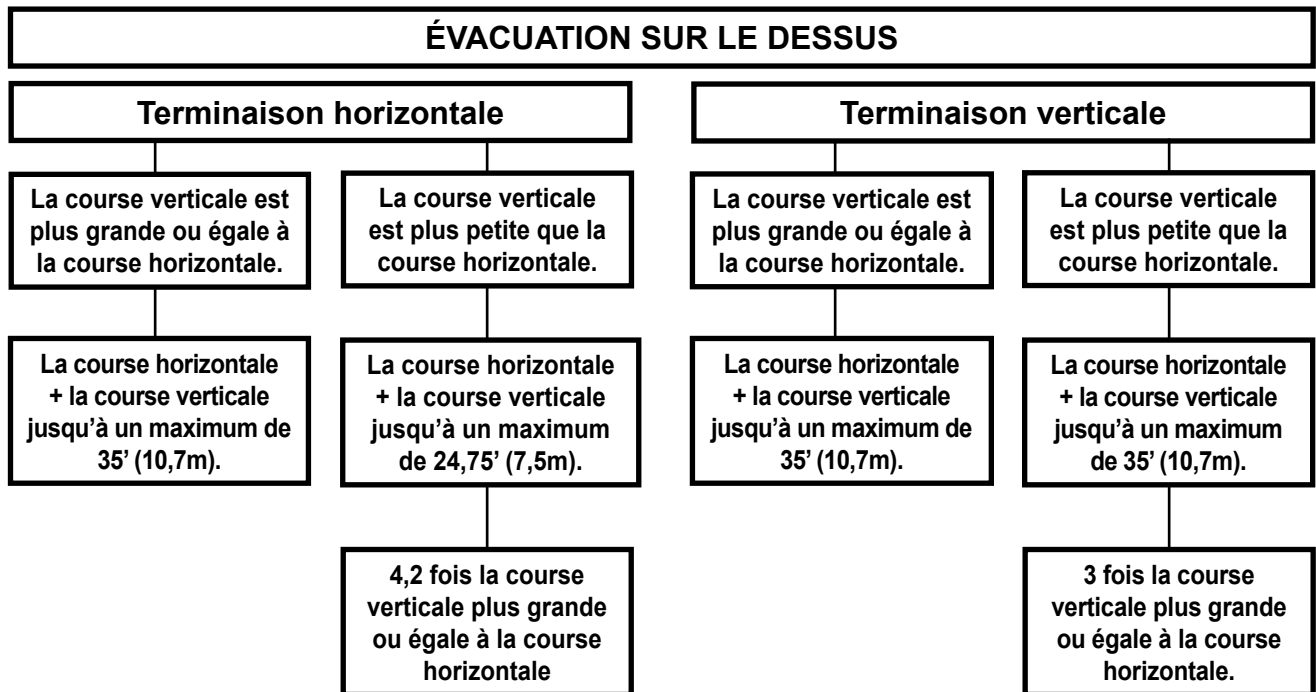 ÉVACUATION SUR LE DESSUS
Terminaison horizontale
La course verticale est
plus grande ou égale à
la course horizontale.
La course horizontale
+ la course verticale
jusqu’à un maximum de
35’ (10,7m).
La course verticale
est plus petite que la
course horizontale.
La course horizontale
+ la course verticale
jusqu’à un maximum
de 24,75’ (7,5m).
4,2 fois la course
verticale plus grande
ou égale à la course
horizontale
Terminaison verticale
La course verticale est
plus grande ou égale à
la course horizontale.
La course horizontale
+ la course verticale
jusqu’à un maximum de
35’ (10,7m).
La course verticale
est plus petite que la
course horizontale.
La course horizontale
+ la course verticale
jusqu’à un maximum
de 35’ (10,7m).
3 fois la course
verticale plus grande
ou égale à la course
horizontale.